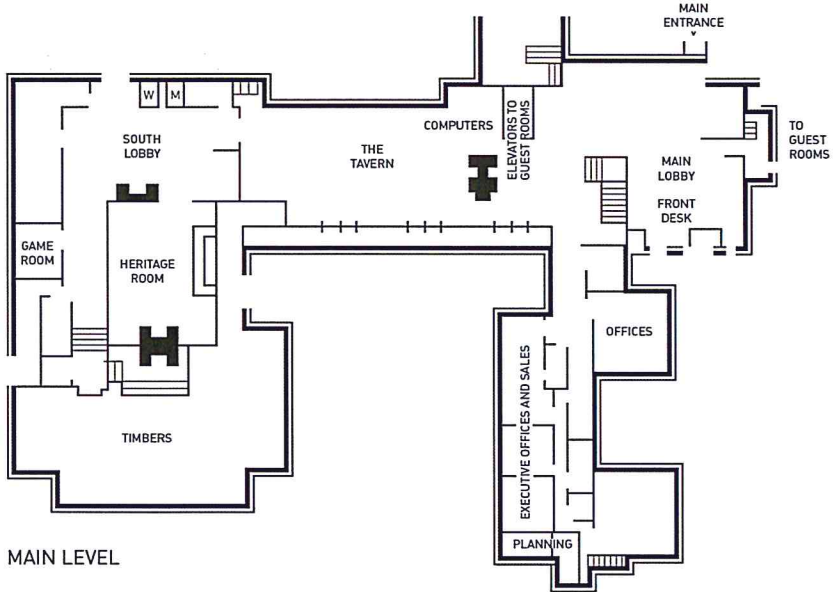 MAIN
ENTRANCE
W
M
COMPUTERS
ELEVATORS TO
GUEST ROOMS
TO
GUEST
ROOMS
SOUTH
LOBBY
THE
TAVERN
MAIN
LOBBY
FRONT
DESK
GAME
ROOM
HERITAGE
ROOM
OFFICES
EXECUTIVE OFFICES AND SALES
TIMBERS
PLANNING
MAIN LEVEL